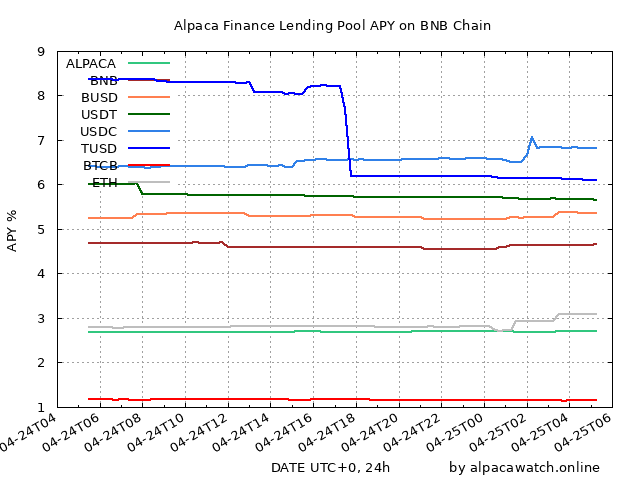 Alpaca Finance Lending Pool APY on BNB Chain
9
8
7
6
5
4
3
2
1
APY %
ALPACA
BNB
BUSD
USDT
USDC
TUSD
BTCB
ETH
04-24T04
04-24T06
04-24T08
04-24T10
04-24T12
04-24T14
04-24T16
04-24T18
04-24T20
04-24T22
04-25T00
04-25T02
04-25T04
04-25T06
DATE UTC+0, 24h
by alpacawatch.online